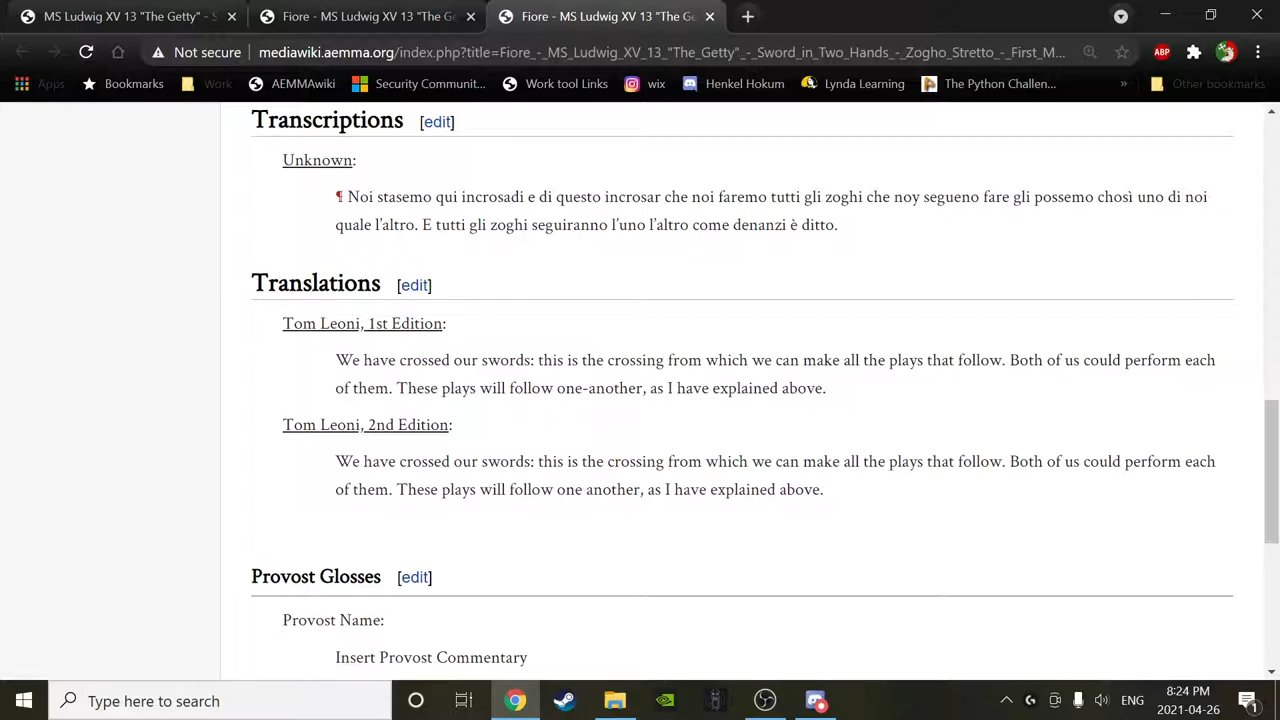 MS Ludwig XV 13 "The Getty" - S
Fiore - MS Ludwig XV 13 "The Ge
Fiore - MS Ludwig XV 13 "The Ge
Not secure
mediawiki.aemma.org/index.php?title=Fiore_-_MS_Ludwig_XV_13_"The_Getty"_-_Sword_in_Two_Hands_-_Zogho_Stretto_-_First_M...
ABP
Apps
Bookmarks
Work
AEMMAwiki
Security Communit...
Work tool Links
wix
Henkel Hokum
Lynda Learning
The Python Challen...
»
Other bookmarks
Transcriptions [edit]
Unknown:
¶ Noi stasemo qui incrosadi e di questo incrosar che noi faremo tutti gli zoghi che noy segueno fare gli possemo chosì uno di noi
quale l'altro. E tutti gli zoghi seguiranno l'uno l'altro come denanzi è ditto.
Translations [edit]
Tom Leoni, 1st Edition:
We have crossed our swords: this is the crossing from which we can make all the plays that follow. Both of us could perform each
of them. These plays will follow one-another, as I have explained above.
Tom Leoni, 2nd Edition:
We have crossed our swords: this is the crossing from which we can make all the plays that follow. Both of us could perform each
of them. These plays will follow one another, as I have explained above.
Provost Glosses [edit]
Provost Name:
Insert Provost Commentary
Type here to search
ENG
8:24 PM
2021-04-26
1